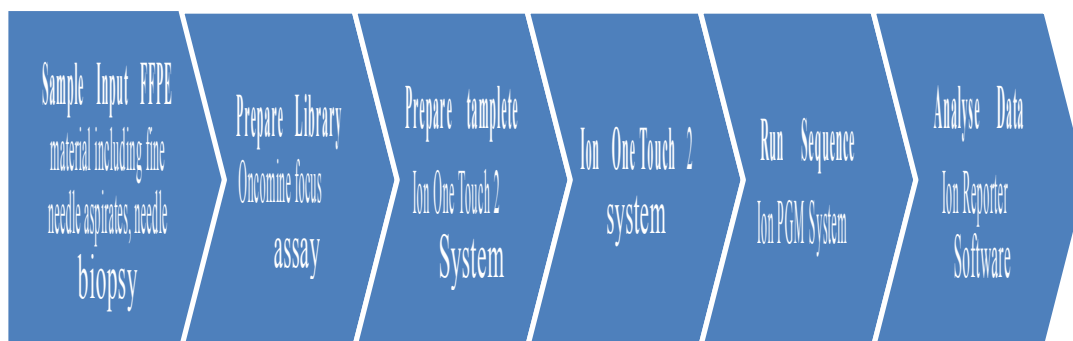 Sample Input FFPE
material including fine
needle aspirates, needle
biopsy
Prepare Library
Oncomine focus
assay
Prepare tamplete
Ion One Touch 2
System
Ion One Touch 2
system
Run Sequence
Ion PGM System
Analyse Data
Ion Reporter
Software